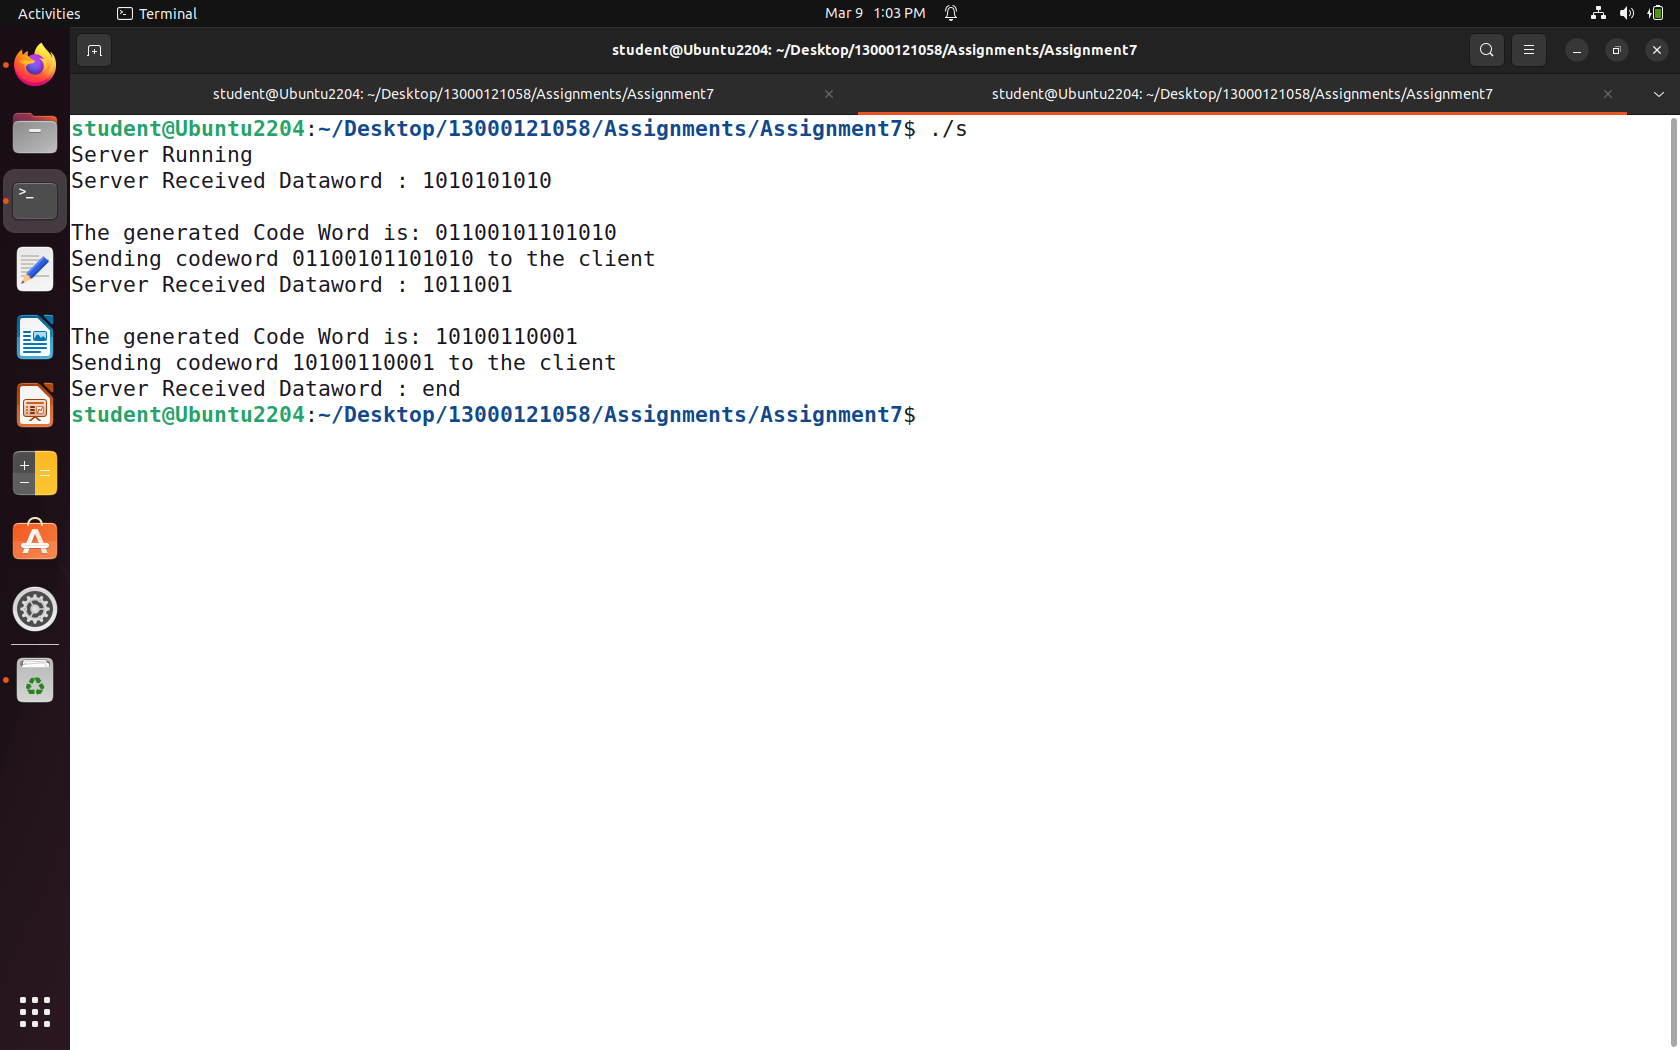 Activities Terminal Mar 9 1:03 PM
student@Ubuntu2204: ~/Desktop/13000121058/Assignments/Assignment7
student@Ubuntu2204: ~/Desktop/13000121058/Assignments/Assignment7 student@Ubuntu2204: ~/Desktop/13000121058/Assignments/Assignment7
student@Ubuntu2204:~/Desktop/13000121058/Assignments/Assignment7$ ./s
Server Running
Server Received Dataword : 1010101010
The generated Code Word is: 01100101101010
Sending codeword 01100101101010 to the client
Server Received Dataword : 1011001
The generated Code Word is: 10100110001
Sending codeword 10100110001 to the client
Server Received Dataword : end
student@Ubuntu2204:~/Desktop/13000121058/Assignments/Assignment7$